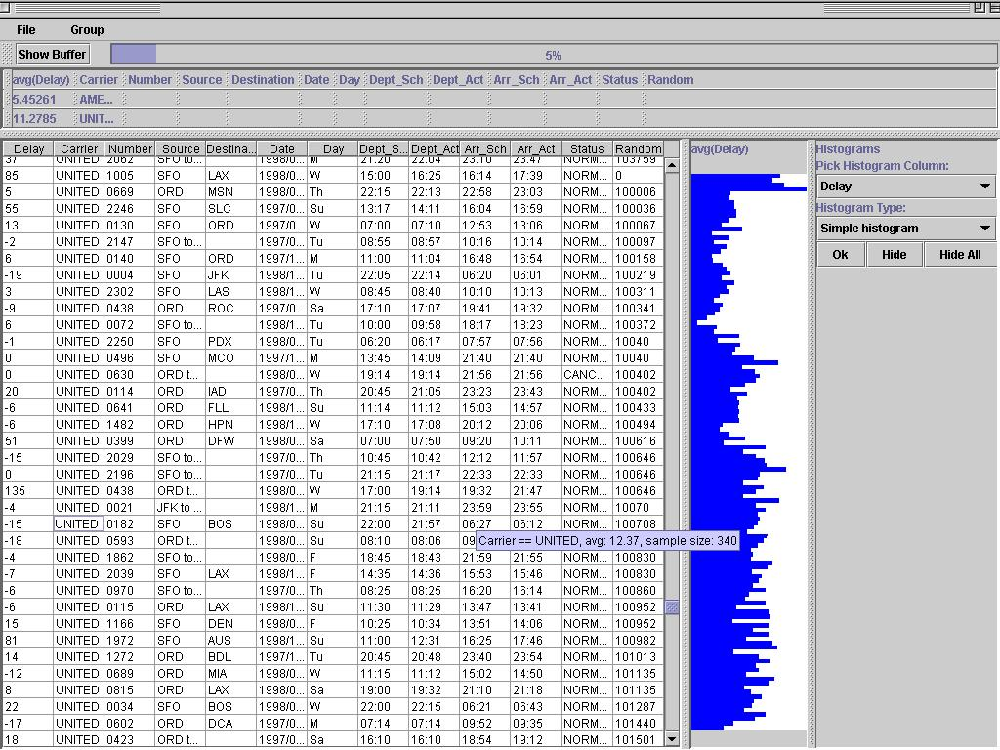 File Group
Show Buffer 5%
avg(Delay) Carrier Number Source Destination Date Day Dept_Sch Dept_Act Arr_Sch Arr_Act Status Random
5.45261 AME...
11.2785 UNIT...
Delay Carrier Number Source Destina... Date Day Dept_S... Dept_Act Arr_Sch Arr_Act Status Random avg(Delay) Histograms
Pick Histogram Column:
37 UNITED 2062 SFO to... 1998/0... M 21:20 22:04 23:10 23:47 NORM... 103759
85 UNITED 1005 SFO LAX 1998/0... W 15:00 16:25 16:14 17:39 NORM... 0
Delay
5 UNITED 0669 ORD MSN 1998/0... Th 22:15 22:13 22:58 23:03 NORM... 100006
Histogram Type:
55 UNITED 2246 SFO SLC 1997/0... Su 13:17 14:11 16:04 16:59 NORM... 100036
13 UNITED 0130 SFO ORD 1997/0... W 07:00 07:10 12:53 13:06 NORM... 100067
Simple histogram
-2 UNITED 2147 SFO to... 1997/0... Tu 08:55 08:57 10:16 10:14 NORM... 100097
Ok Hide Hide All
6 UNITED 0140 SFO ORD 1997/1... M 11:00 11:04 16:48 16:54 NORM... 100158
-19 UNITED 0004 SFO JFK 1998/1... Tu 22:05 22:14 06:20 06:01 NORM... 100219
3 UNITED 2302 SFO LAS 1998/1... W 08:45 08:40 10:10 10:13 NORM... 100311
-9 UNITED 0438 ORD ROC 1997/0... Sa 17:10 17:07 19:41 19:32 NORM... 100341
6 UNITED 0072 SFO to... 1998/1... Tu 10:00 09:58 18:17 18:23 NORM... 100372
-1 UNITED 2250 SFO PDX 1998/0... Tu 06:20 06:17 07:57 07:56 NORM... 10040
0 UNITED 0496 SFO MCO 1997/1... M 13:45 14:09 21:40 21:40 NORM... 10040
0 UNITED 0630 ORD t... 1998/0... W 19:14 19:14 21:56 21:56 CANC... 100402
20 UNITED 0114 ORD IAD 1997/0... Th 20:45 21:05 23:23 23:43 NORM... 100402
-6 UNITED 0641 ORD FLL 1998/1... Su 11:14 11:12 15:03 14:57 NORM... 100433
-6 UNITED 1482 ORD HPN 1997/0... W 17:10 17:08 20:12 20:06 NORM... 100494
51 UNITED 0399 ORD DFW 1998/0... Sa 07:00 07:50 09:20 10:11 NORM... 100616
-15 UNITED 2029 SFO to... 1997/0... Th 10:45 10:42 12:12 11:57 NORM... 100646
0 UNITED 2196 SFO to... 1997/0... Tu 21:15 21:17 22:33 22:33 NORM... 100646
135 UNITED 0438 ORD t... 1998/0... W 17:00 19:14 19:32 21:47 NORM... 100646
-4 UNITED 0021 JFK to ... 1998/1... M 21:15 21:11 23:59 23:55 NORM... 10070
-15 UNITED 0182 SFO BOS 1998/0... Su 22:00 21:57 06:27 06:12 NORM... 100708
-18 UNITED 0593 ORD t... 1998/0... Su 08:10 08:06 09 Carrier == UNITED, avg: 12.37, sample size: 340
-4 UNITED 1862 SFO to... 1998/0... F 18:45 18:43 21:59 21:55 NORM... 100830
-7 UNITED 2039 SFO LAX 1998/1... F 14:35 14:36 15:53 15:46 NORM... 100830
-6 UNITED 0970 SFO to... 1997/0... Th 08:25 08:25 16:20 16:14 NORM... 100860
-6 UNITED 0115 ORD LAX 1998/1... Su 11:30 11:29 13:47 13:41 NORM... 100952
15 UNITED 1166 SFO DEN 1998/0... F 10:25 10:34 13:51 14:06 NORM... 100952
81 UNITED 1972 SFO AUS 1998/1... Su 11:00 12:31 16:25 17:46 NORM... 100982
14 UNITED 1272 ORD BDL 1997/1... Tu 20:45 20:48 23:40 23:54 NORM... 101013
-12 UNITED 0689 ORD MIA 1998/0... W 11:15 11:12 15:02 14:50 NORM... 101135
8 UNITED 0815 ORD LAX 1998/0... Sa 19:00 19:32 21:10 21:18 NORM... 101135
22 UNITED 0034 SFO BOS 1998/0... W 22:00 22:15 06:21 06:43 NORM... 101287
-17 UNITED 0602 ORD DCA 1997/0... M 07:14 07:14 09:52 09:35 NORM... 101440
18 UNITED 0423 ORD t... 1997/0... Sa 16:10 16:10 18:54 19:12 NORM... 101501